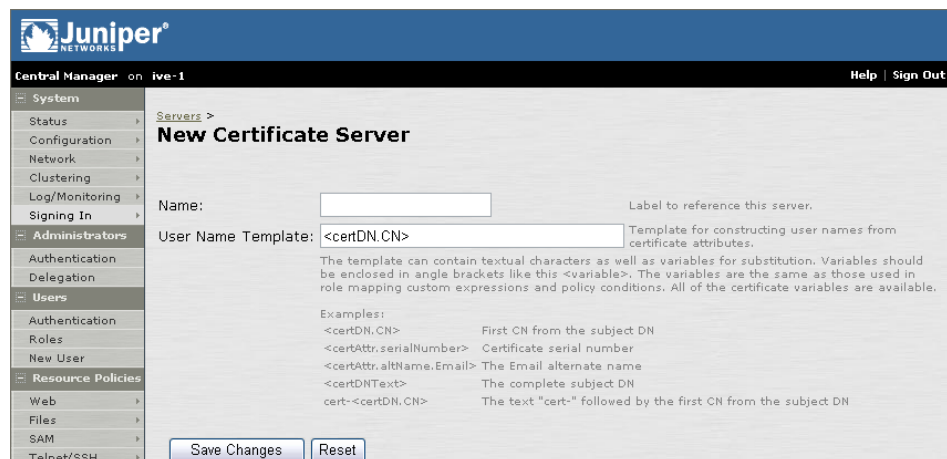 Juniper®
NETWORKS
Central Manager on ive-1
Help | Sign Out
System
Status
Configuration
Network
Clustering
Log/Monitoring
Signing In
Administrators
Authentication
Delegation
Users
Authentication
Roles
New User
Resource Policies
Web
Files
SAM
Telnet/SSH
Servers >
New Certificate Server
Name:
Label to reference this server.
User Name Template: <certDN.CN>
Template for constructing user names from
certificate attributes.
The template can contain textual characters as well as variables for substitution. Variables should
be enclosed in angle brackets like this <variable>. The variables are the same as those used in
role mapping custom expressions and policy conditions. All of the certificate variables are available.
Examples:
<certDN.CN> First CN from the subject DN
<certAttr.serialNumber> Certificate serial number
<certAttr.altName.Email> The Email alternate name
<certDNText> The complete subject DN
cert-<certDN.CN> The text "cert-" followed by the first CN from the subject DN
Save Changes Reset